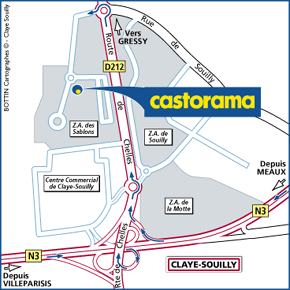 BOTTIN Cartographes © - Claye Souilly
Vers
GRESSY
Rue de Souilly
Route de Chelles
D212
castorama
Z.A. des
Sablons
Z.A. de
Souilly
Centre Commercial
de Claye-Souilly
Depuis
MEAUX
Z.A. de
la Motte
N3
Rte de Chelles
N3
CLAYE-SOUILLY
Depuis
VILLEPARISIS